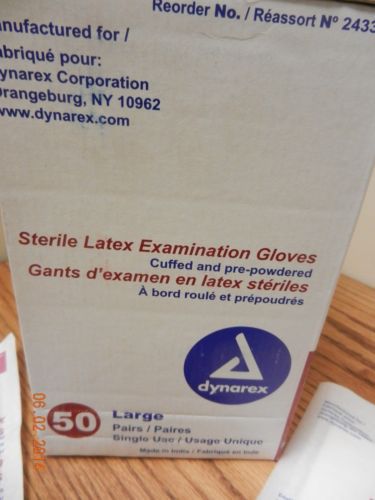 Reorder No. / Réassort Nº 2433
anufactured for /
abriqué pour:
ynarex Corporation
Orangeburg, NY 10962
www.dynarex.com
Sterile Latex Examination Gloves
Cuffed and pre-powdered
Gants d'examen en latex stériles
À bord roulé et prépoudrés
dynarex
50
Large
Pairs / Paires
Single Use / Usage Unique
Made in India / Fabriqué en Inde